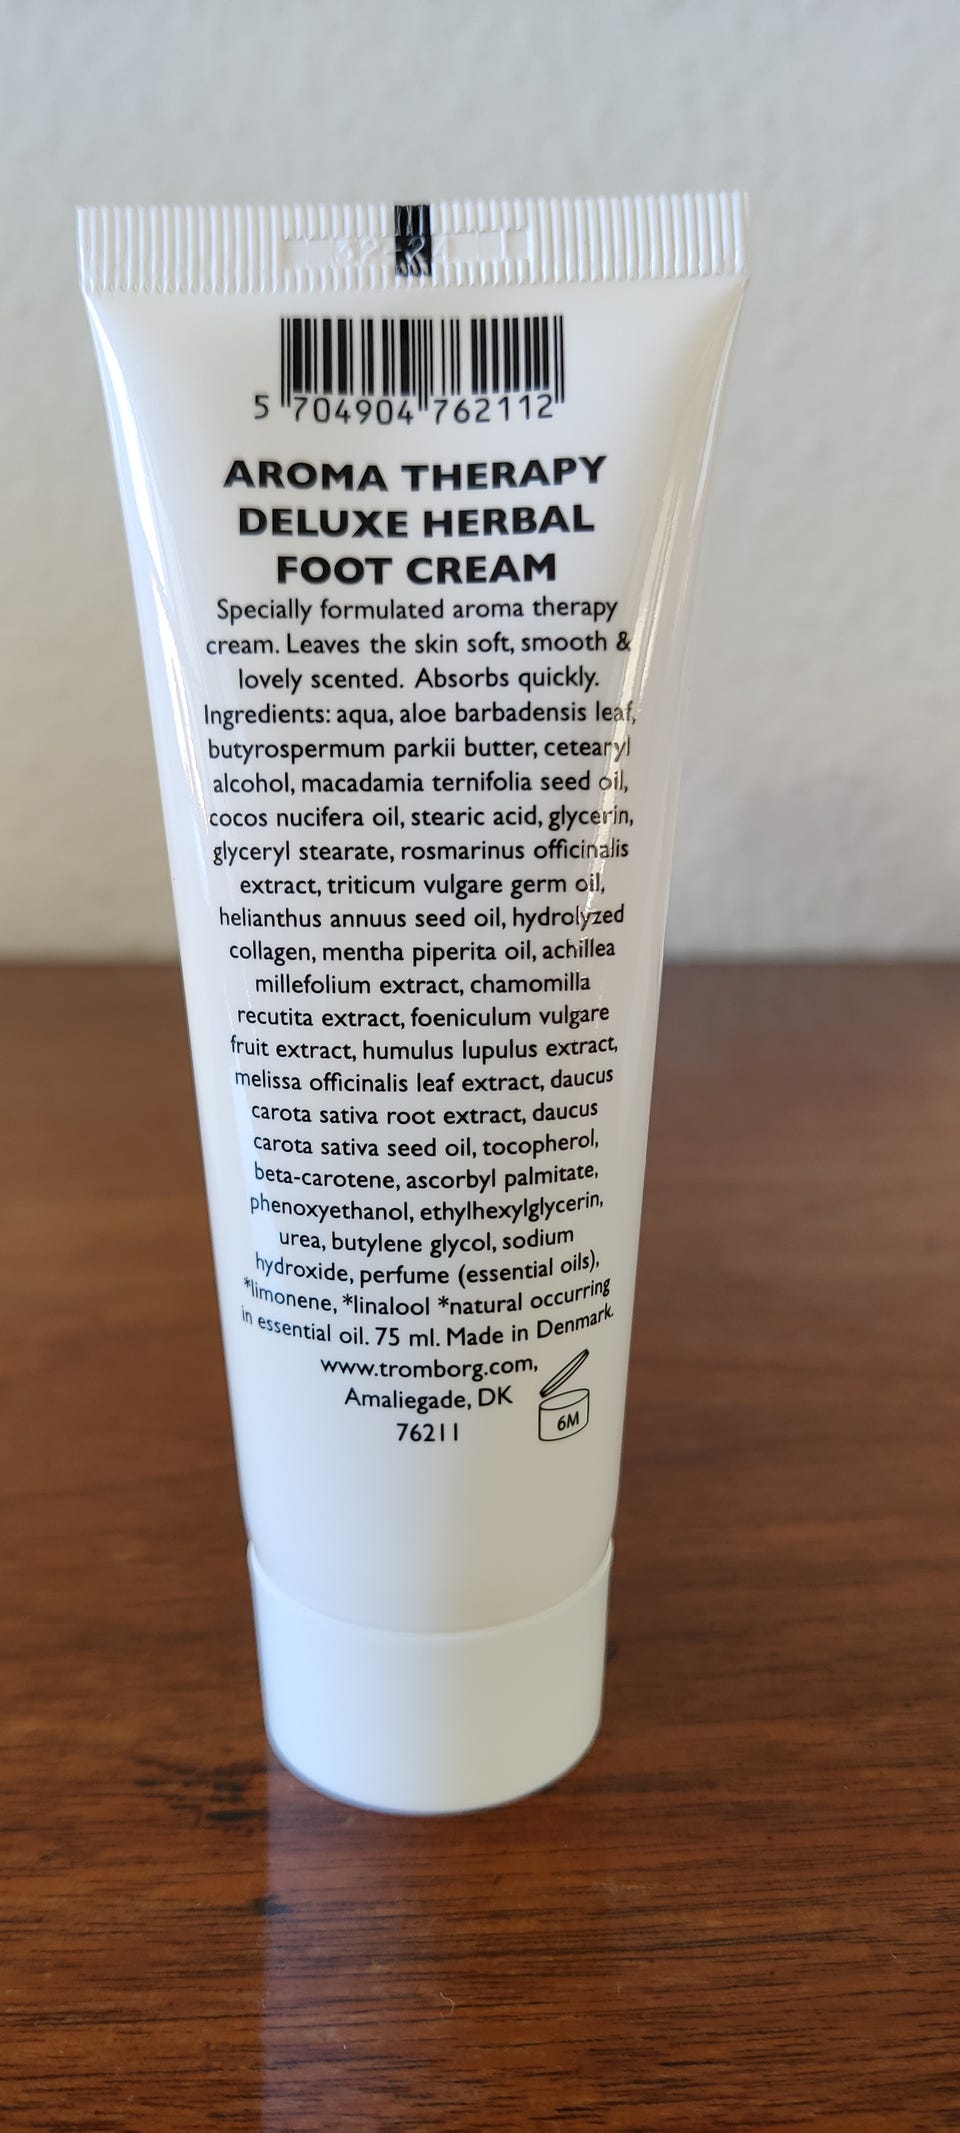 5 704904 762112
AROMA THERAPY
DELUXE HERBAL
FOOT CREAM
Specially formulated aroma therapy
cream. Leaves the skin soft, smooth &
lovely scented. Absorbs quickly.
Ingredients: aqua, aloe barbadensis leaf,
butyrospermum parkii butter, cetearyl
alcohol, macadamia ternifolia seed oil,
cocos nucifera oil, stearic acid, glycerin,
glyceryl stearate, rosmarinus officinalis
extract, triticum vulgare germ oil,
helianthus annuus seed oil, hydrolyzed
collagen, mentha piperita oil, achillea
millefolium extract, chamomilla
recutita extract, foeniculum vulgare
fruit extract, humulus lupulus extract,
melissa officinalis leaf extract, daucus
carota sativa root extract, daucus
carota sativa seed oil, tocopherol,
beta-carotene, ascorbyl palmitate,
phenoxyethanol, ethylhexylglycerin,
urea, butylene glycol, sodium
hydroxide, perfume (essential oils),
*limonene, *linalool *natural occurring
in essential oil. 75 ml. Made in Denmark.
www.tromborg.com,
Amaliegade, DK
76211
6M